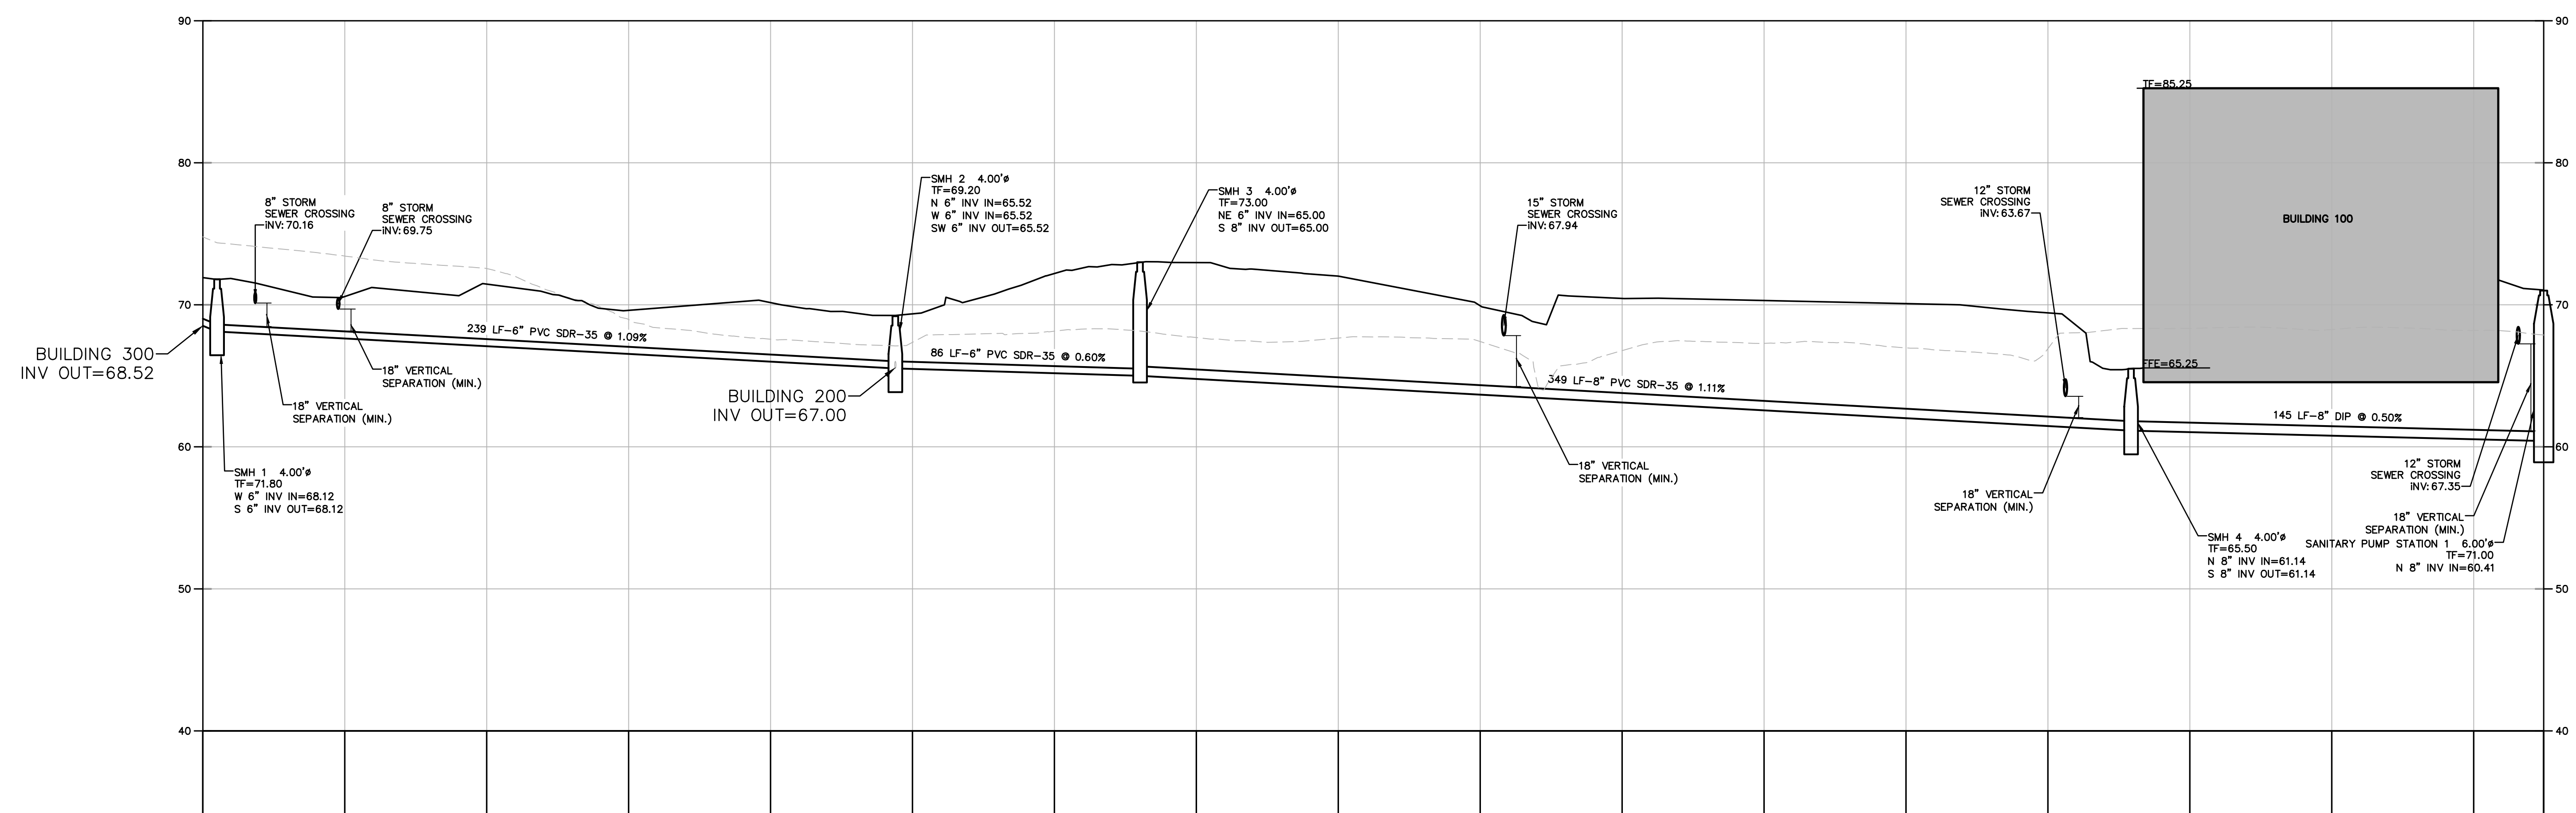 90
90
80
80
70
70
60
60
50
50
40
40
BUILDING 300
INV OUT=68.52
8" STORM
SEWER CROSSING
iNV: 70.16
8" STORM
SEWER CROSSING
iNV: 69.75
18" VERTICAL
SEPARATION (MIN.)
18" VERTICAL
SEPARATION (MIN.)
SMH 1 4.00'ø
TF=71.80
W 6" INV IN=68.12
S 6" INV OUT=68.12
239 LF-6" PVC SDR-35 @ 1.09%
BUILDING 200
INV OUT=67.00
SMH 2 4.00'ø
TF=69.20
N 6" INV IN=65.52
W 6" INV IN=65.52
SW 6" INV OUT=65.52
86 LF-6" PVC SDR-35 @ 0.60%
SMH 3 4.00'ø
TF=73.00
NE 6" INV IN=65.00
S 8" INV OUT=65.00
15" STORM
SEWER CROSSING
iNV: 67.94
349 LF-8" PVC SDR-35 @ 1.11%
18" VERTICAL
SEPARATION (MIN.)
12" STORM
SEWER CROSSING
iNV: 63.67
18" VERTICAL
SEPARATION (MIN.)
TF=85.25
BUILDING 100
FFE=65.25
SMH 4 4.00'ø
TF=65.50
N 8" INV IN=61.14
S 8" INV OUT=61.14
145 LF-8" DIP @ 0.50%
12" STORM
SEWER CROSSING
iNV: 67.35
18" VERTICAL
SEPARATION (MIN.)
SANITARY PUMP STATION 1 6.00'ø
TF=71.00
N 8" INV IN=60.41